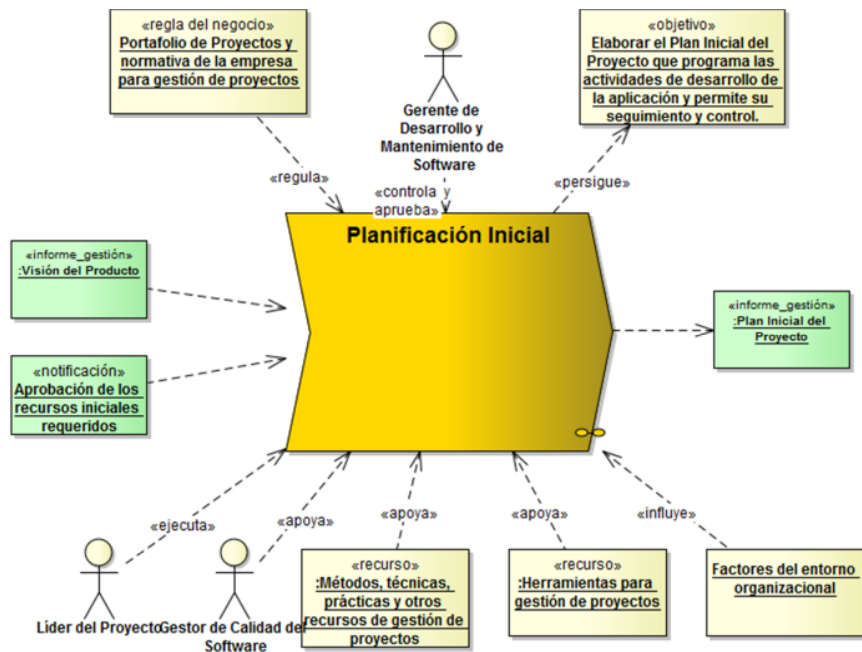 «regla del negocio»
Portafolio de Proyectos y
normativa de la empresa
para gestión de proyectos
Gerente de
Desarrollo y
Mantenimiento de
Software
«objetivo»
Elaborar el Plan Inicial del
Proyecto que programa las
actividades de desarrollo de
la aplicación y permite su
seguimiento y control.
«regula»
«controla y
aprueba»
«persigue»
Planificación Inicial
«informe_gestión»
:Visión del Producto
«notificación»
Aprobación de los
recursos iniciales
requeridos
«informe_gestión»
:Plan Inicial del
Proyecto
«ejecuta»
«apoya»
«apoya»
«apoya»
«influye»
Líder del Proyecto
Gestor de Calidad del
Software
«recurso»
:Métodos, técnicas,
prácticas y otros
recursos de gestión de
proyectos
«recurso»
:Herramientas para
gestión de proyectos
Factores del entorno
organizacional